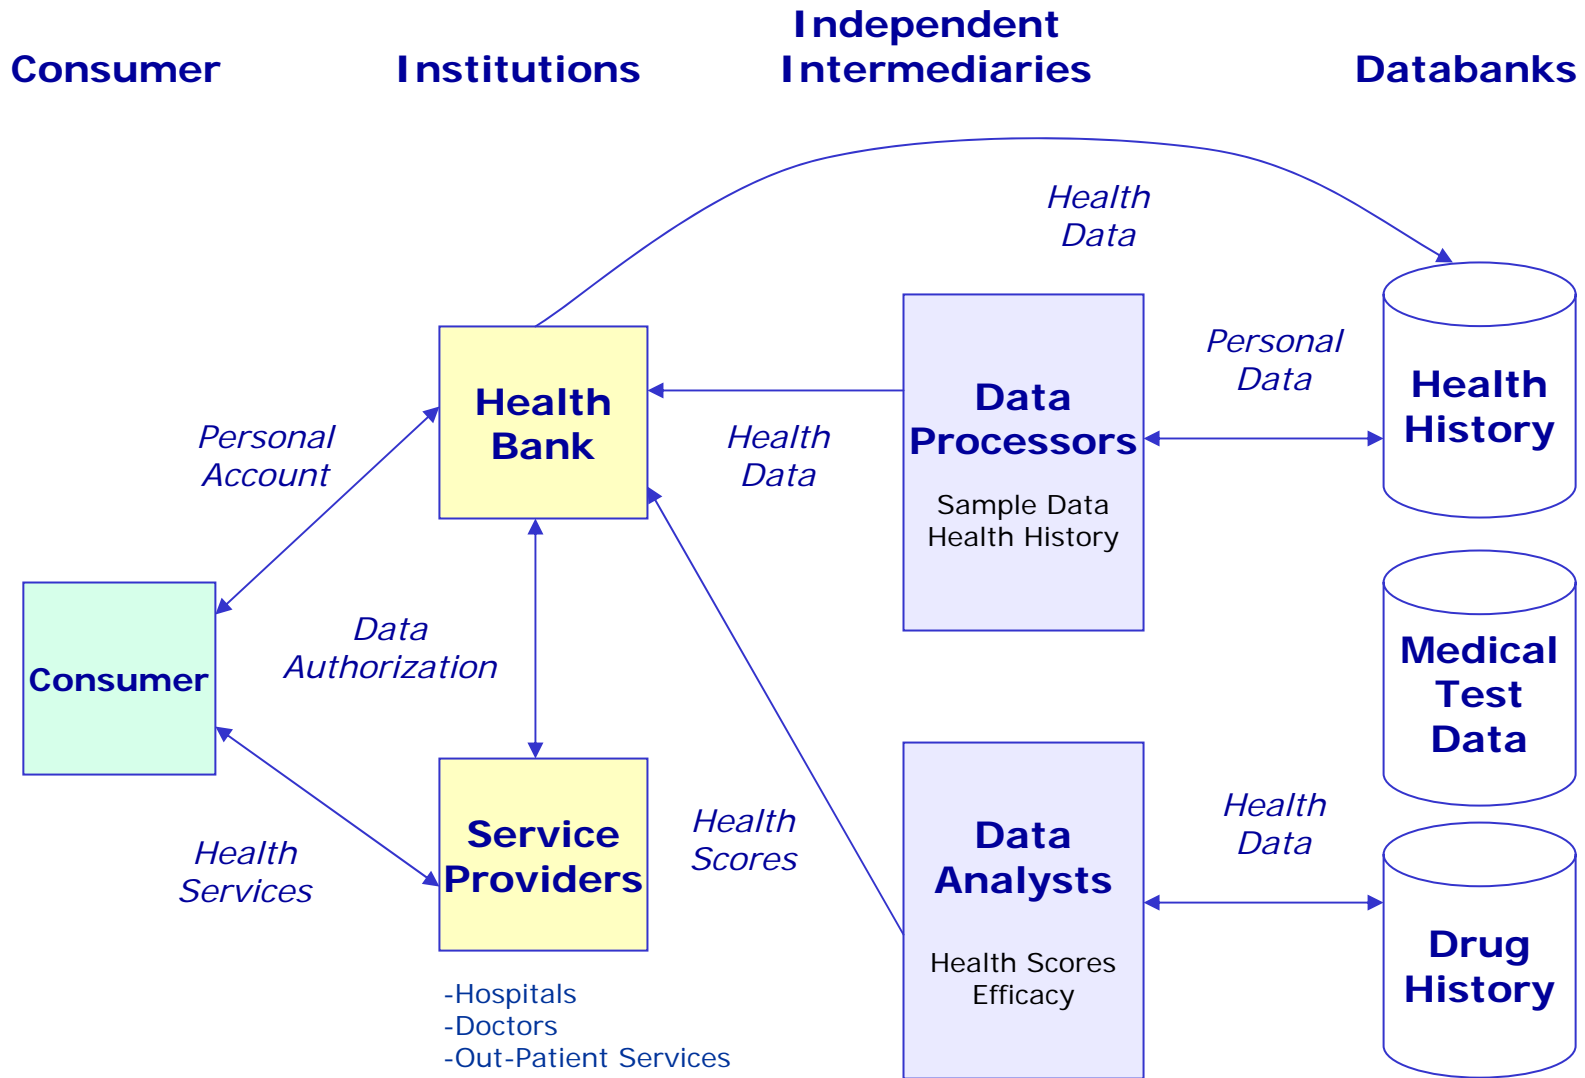 Consumer
Institutions
Independent
Intermediaries
Databanks
Health
Data
Personal
Account
Health
Bank
Health
Data
Data
Processors
Sample Data
Health History
Personal
Data
Health
History
Consumer
Data
Authorization
Medical
Test
Data
Health
Services
Service
Providers
-Hospitals
-Doctors
-Out-Patient Services
Health
Scores
Data
Analysts
Health Scores
Efficacy
Health
Data
Drug
History